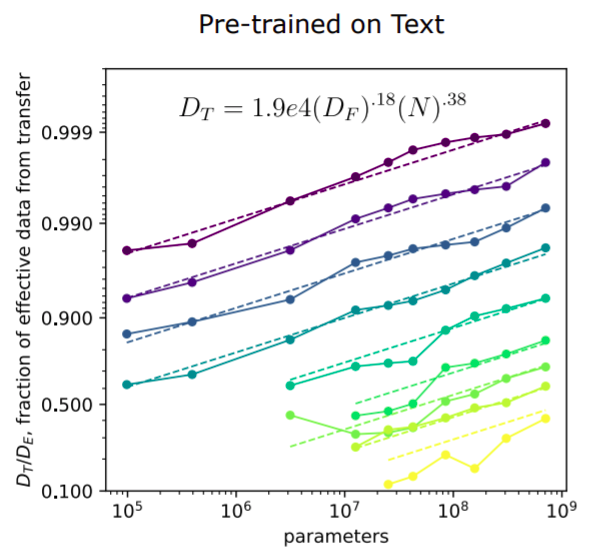 Pre-trained on Text
D_T = 1.9e4(D_F)^.18(N)^.38
D_T/D_E, fraction of effective data from transfer
0.999
0.990
0.900
0.500
0.100
10^5 10^6 10^7 10^8 10^9
parameters